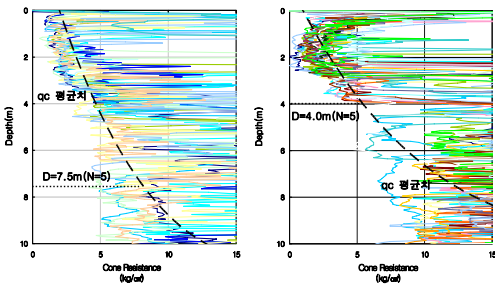 0
2
4
6
8
10
Depth(m)
qc 평균치
D=7.5m(N=5)
0
5
10
15
Cone Resistance
(kg/㎠)
0
2
4
6
8
10
Depth(m)
D=4.0m(N=5)
qc 평균치
0
5
10
15
Cone Resistance
(kg/㎠)